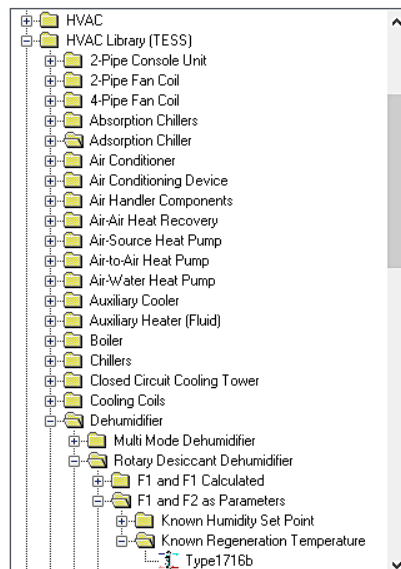 HVAC
HVAC Library (TESS)
2-Pipe Console Unit
2-Pipe Fan Coil
4-Pipe Fan Coil
Absorption Chillers
Adsorption Chiller
Air Conditioner
Air Conditioning Device
Air Handler Components
Air-Air Heat Recovery
Air-Source Heat Pump
Air-to-Air Heat Pump
Air-Water Heat Pump
Auxiliary Cooler
Auxiliary Heater (Fluid)
Boiler
Chillers
Closed Circuit Cooling Tower
Cooling Coils
Dehumidifier
Multi Mode Dehumidifier
Rotary Desiccant Dehumidifier
F1 and F1 Calculated
F1 and F2 as Parameters
Known Humidity Set Point
Known Regeneration Temperature
Type1716b